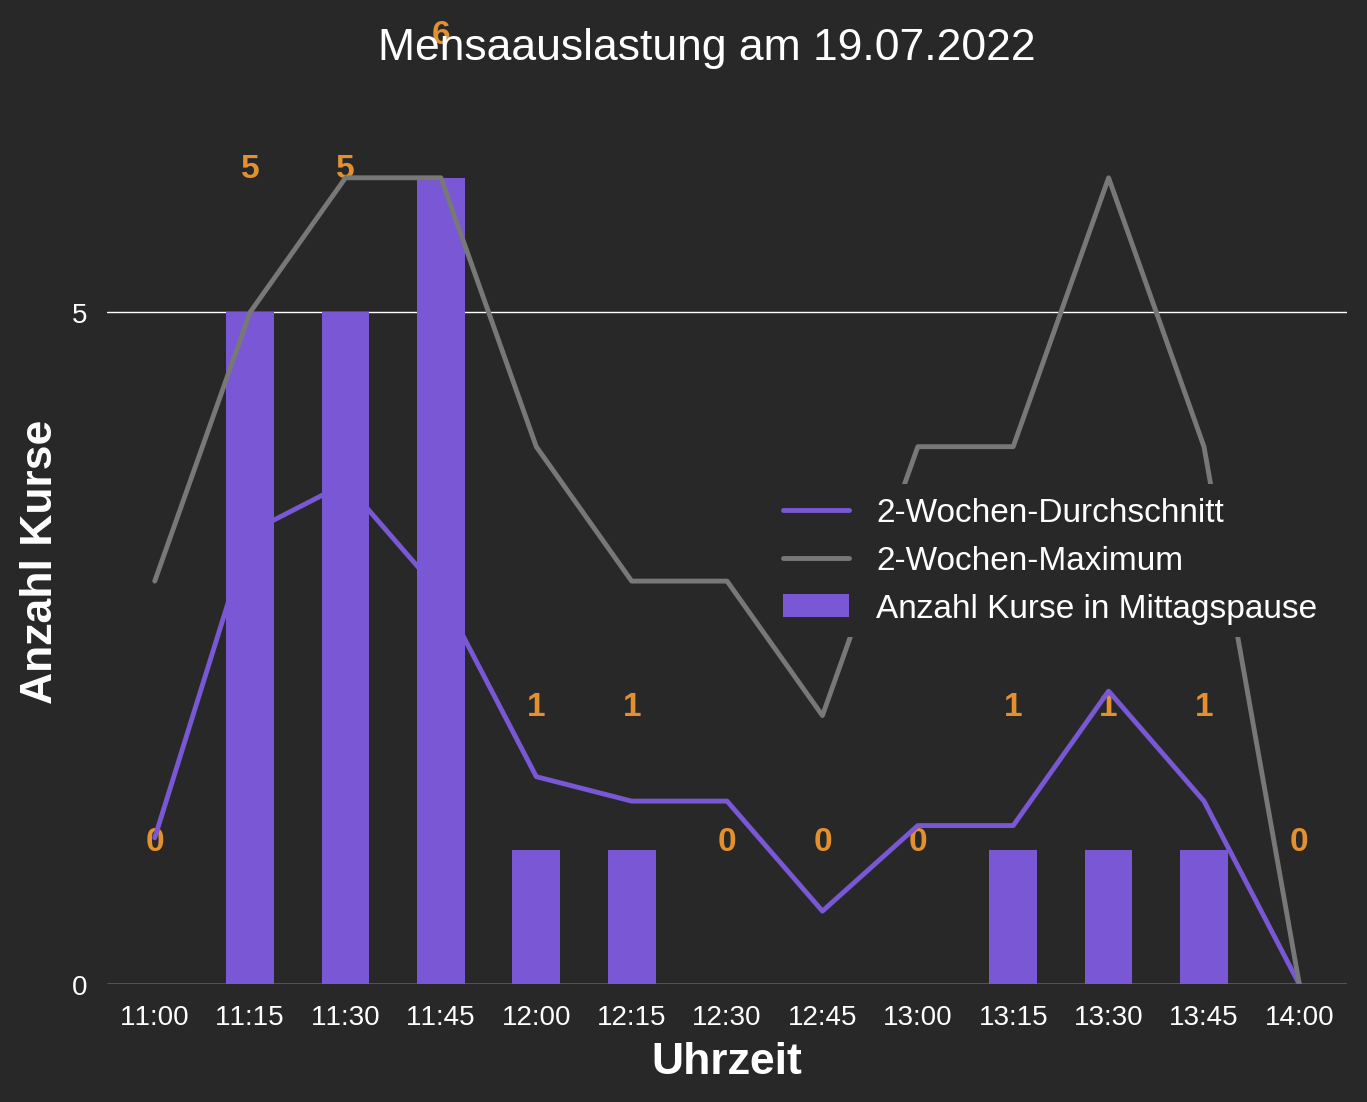 6
Mensaauslastung am 19.07.2022
5 5
5
Anzahl Kurse
2-Wochen-Durchschnitt
2-Wochen-Maximum
Anzahl Kurse in Mittagspause
1 1 1 1 1
0 0 0 0 0
0
11:00 11:15 11:30 11:45 12:00 12:15 12:30 12:45 13:00 13:15 13:30 13:45 14:00
Uhrzeit